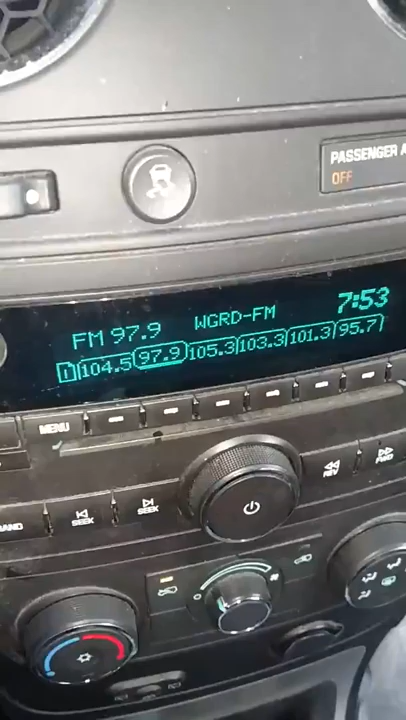 PASSENGER A
OFF
FM 97.9 WGRD-FM 7:53
1 104.5 97.9 105.3 103.3 101.3 95.7
MENU
SEEK
SEEK
REV
FWD